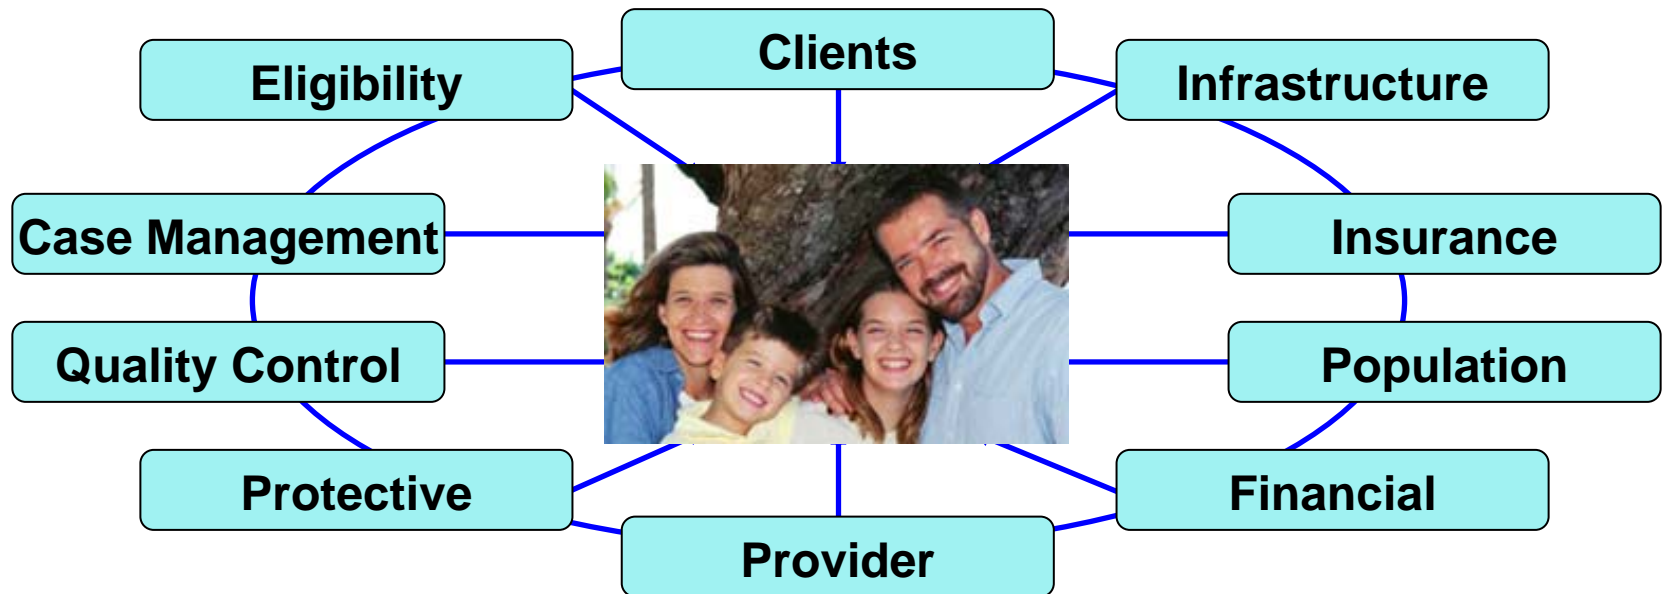 Clients
Eligibility
Infrastructure
Case Management
Insurance
Quality Control
Population
Protective
Financial
Provider